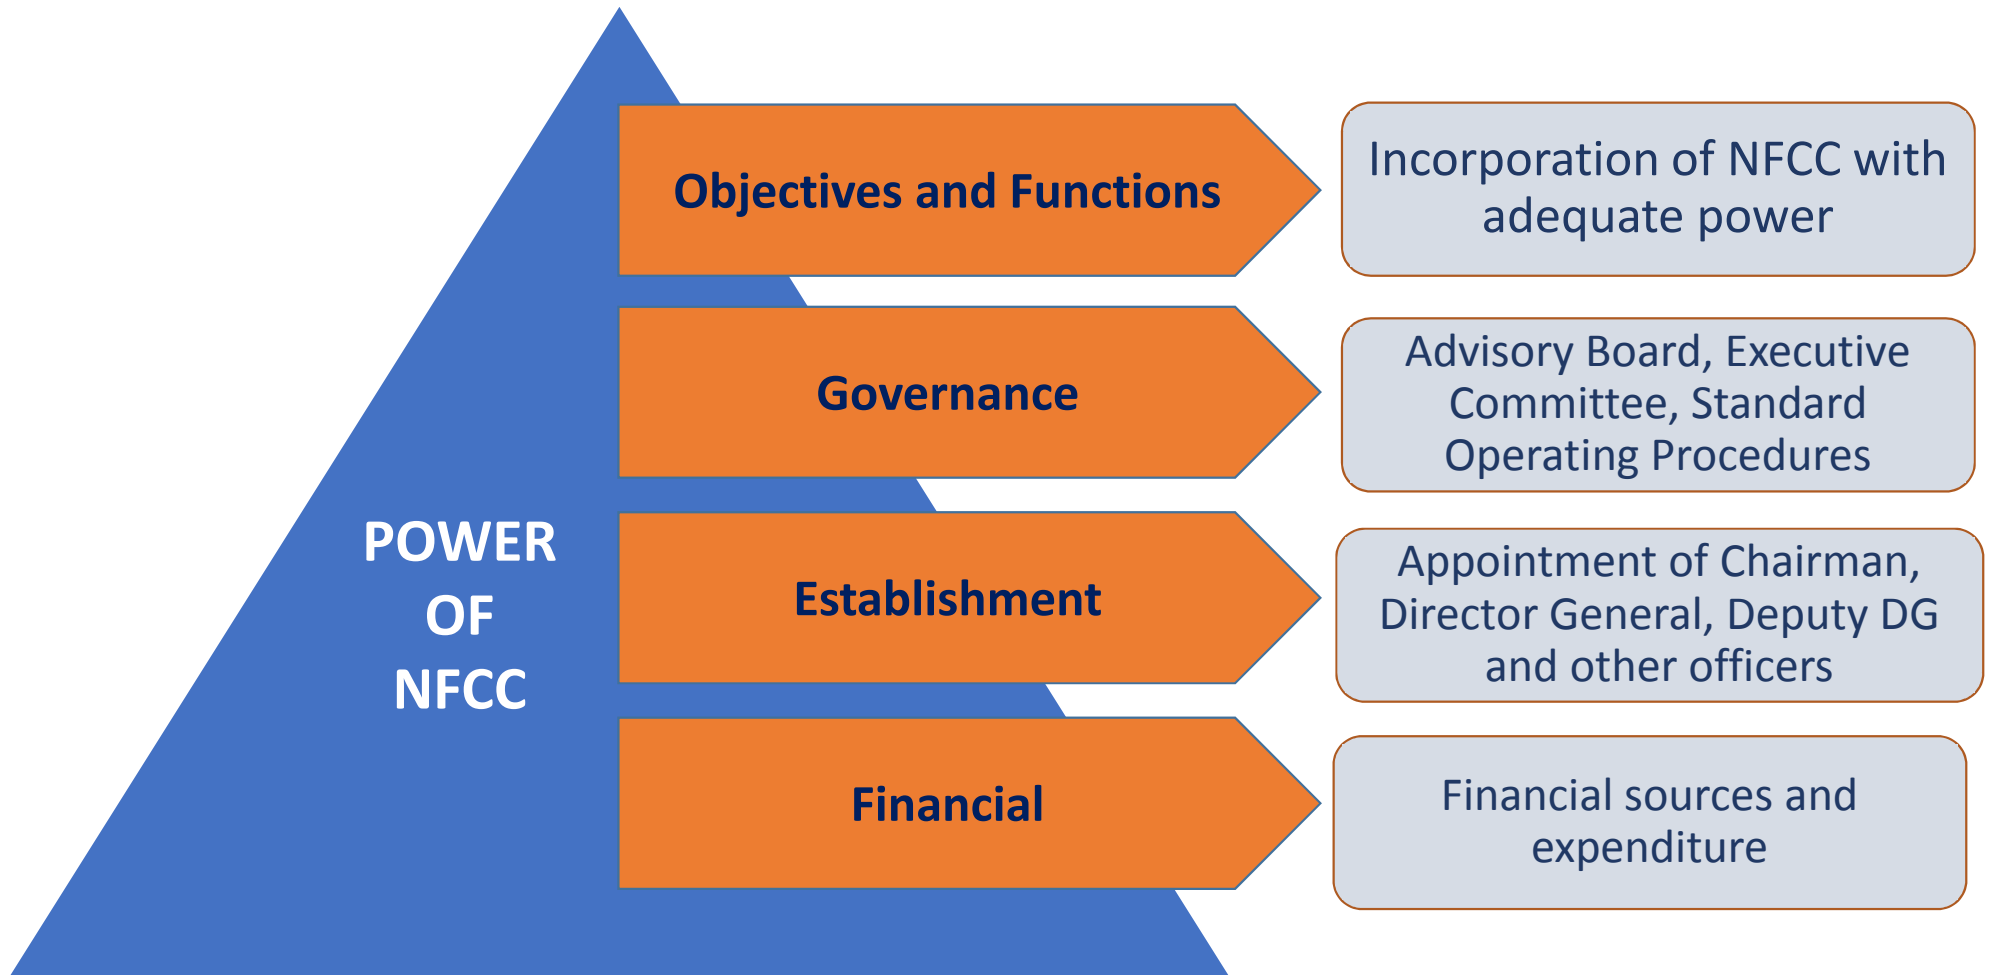 Objectives and Functions
Incorporation of NFCC with
adequate power
Governance
Advisory Board, Executive
Committee, Standard
Operating Procedures
POWER
OF
NFCC
Establishment
Appointment of Chairman,
Director General, Deputy DG
and other officers
Financial
Financial sources and
expenditure